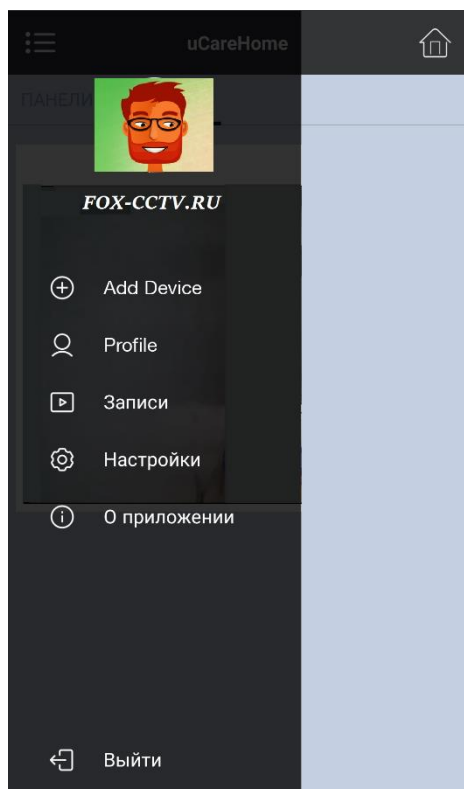 uCareHome
ПАНЕЛИ
FOX-CCTV.RU
Add Device
Profile
Записи
Настройки
О приложении
Выйти